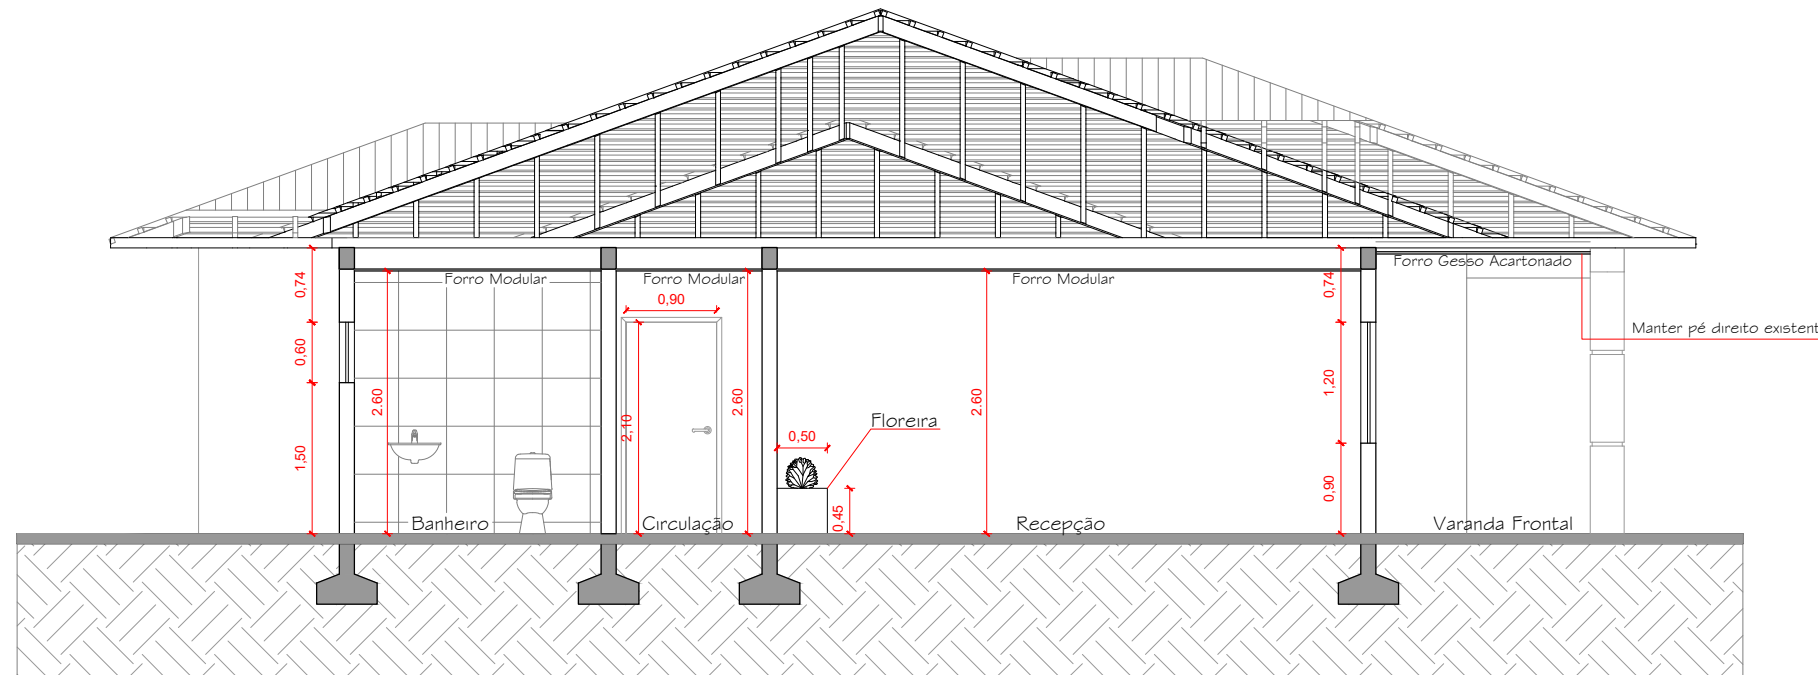 Forro Gesso Acartonado
Forro Modular
Forro Modular
Forro Modular
0,74
0,60
1,50
2.60
0,90
2,10
2.60
0,50
Floreira
0,45
2.60
0,74
1,20
0,90
Manter pé direito existent
Banheiro
Circulação
Recepção
Varanda Frontal